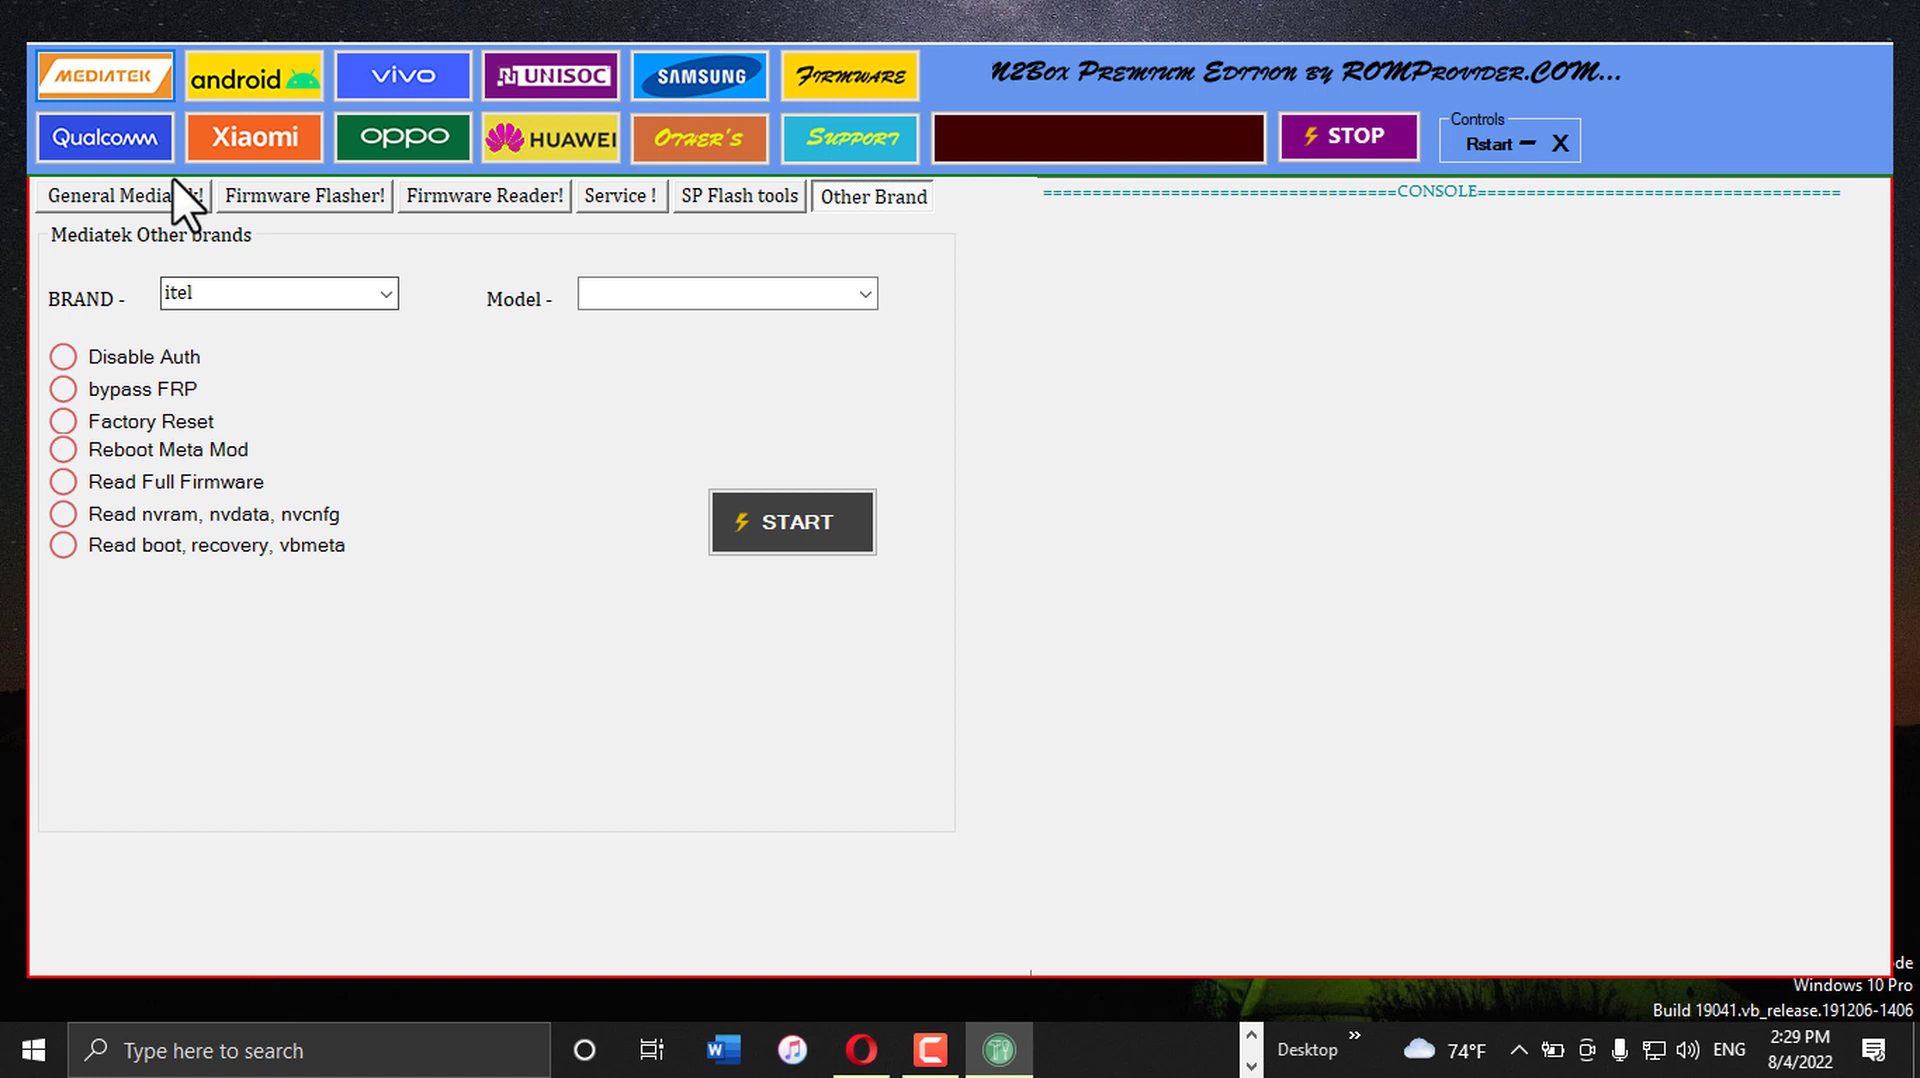 MEDIATEK android vivo UNISOC SAMSUNG FIRMWARE N2Box Premium Edition by ROMProvider.COM...
Qualcomm Xiaomi oppo HUAWEI OTHER'S SUPPORT STOP Controls Rstart X
General Media k! Firmware Flasher! Firmware Reader! Service ! SP Flash tools Other Brand
==================================CONSOLE===================================
Mediatek Other brands
BRAND - itel Model -
Disable Auth
bypass FRP
Factory Reset
Reboot Meta Mod
Read Full Firmware
Read nvram, nvdata, nvcnfg
Read boot, recovery, vbmeta
START
de
Windows 10 Pro
Build 19041.vb_release.191206-1406
Type here to search Desktop 74°F ENG 2:29 PM
8/4/2022